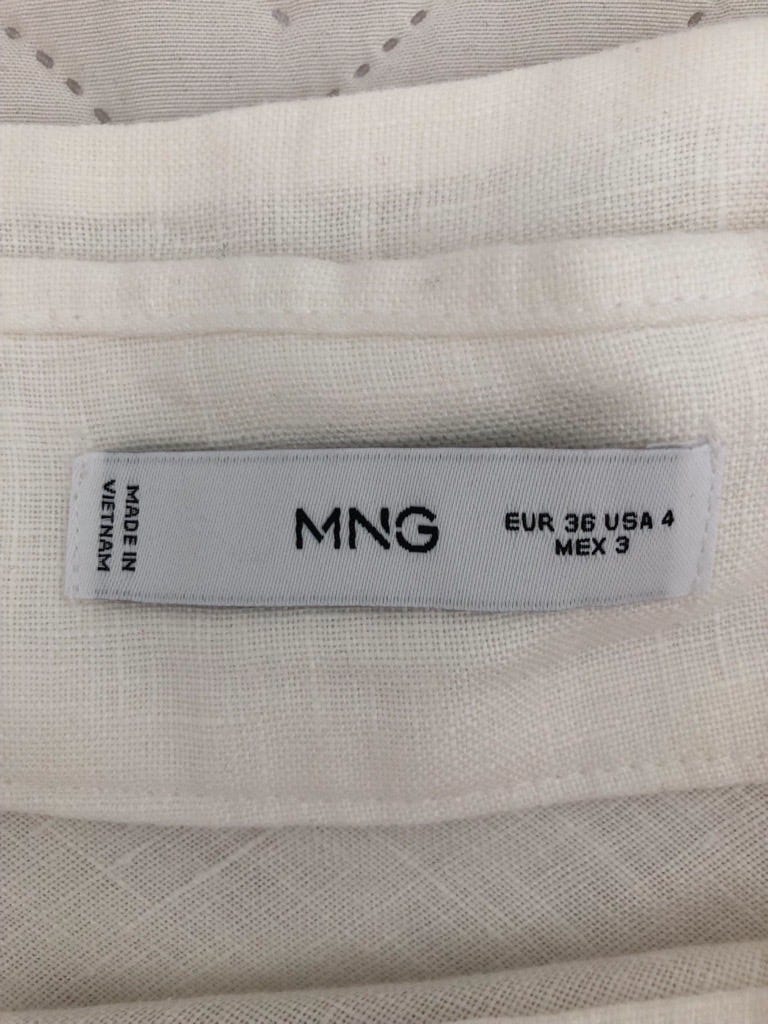 MADE IN
VIETNAM
MNG
EUR 36 USA 4
MEX 3